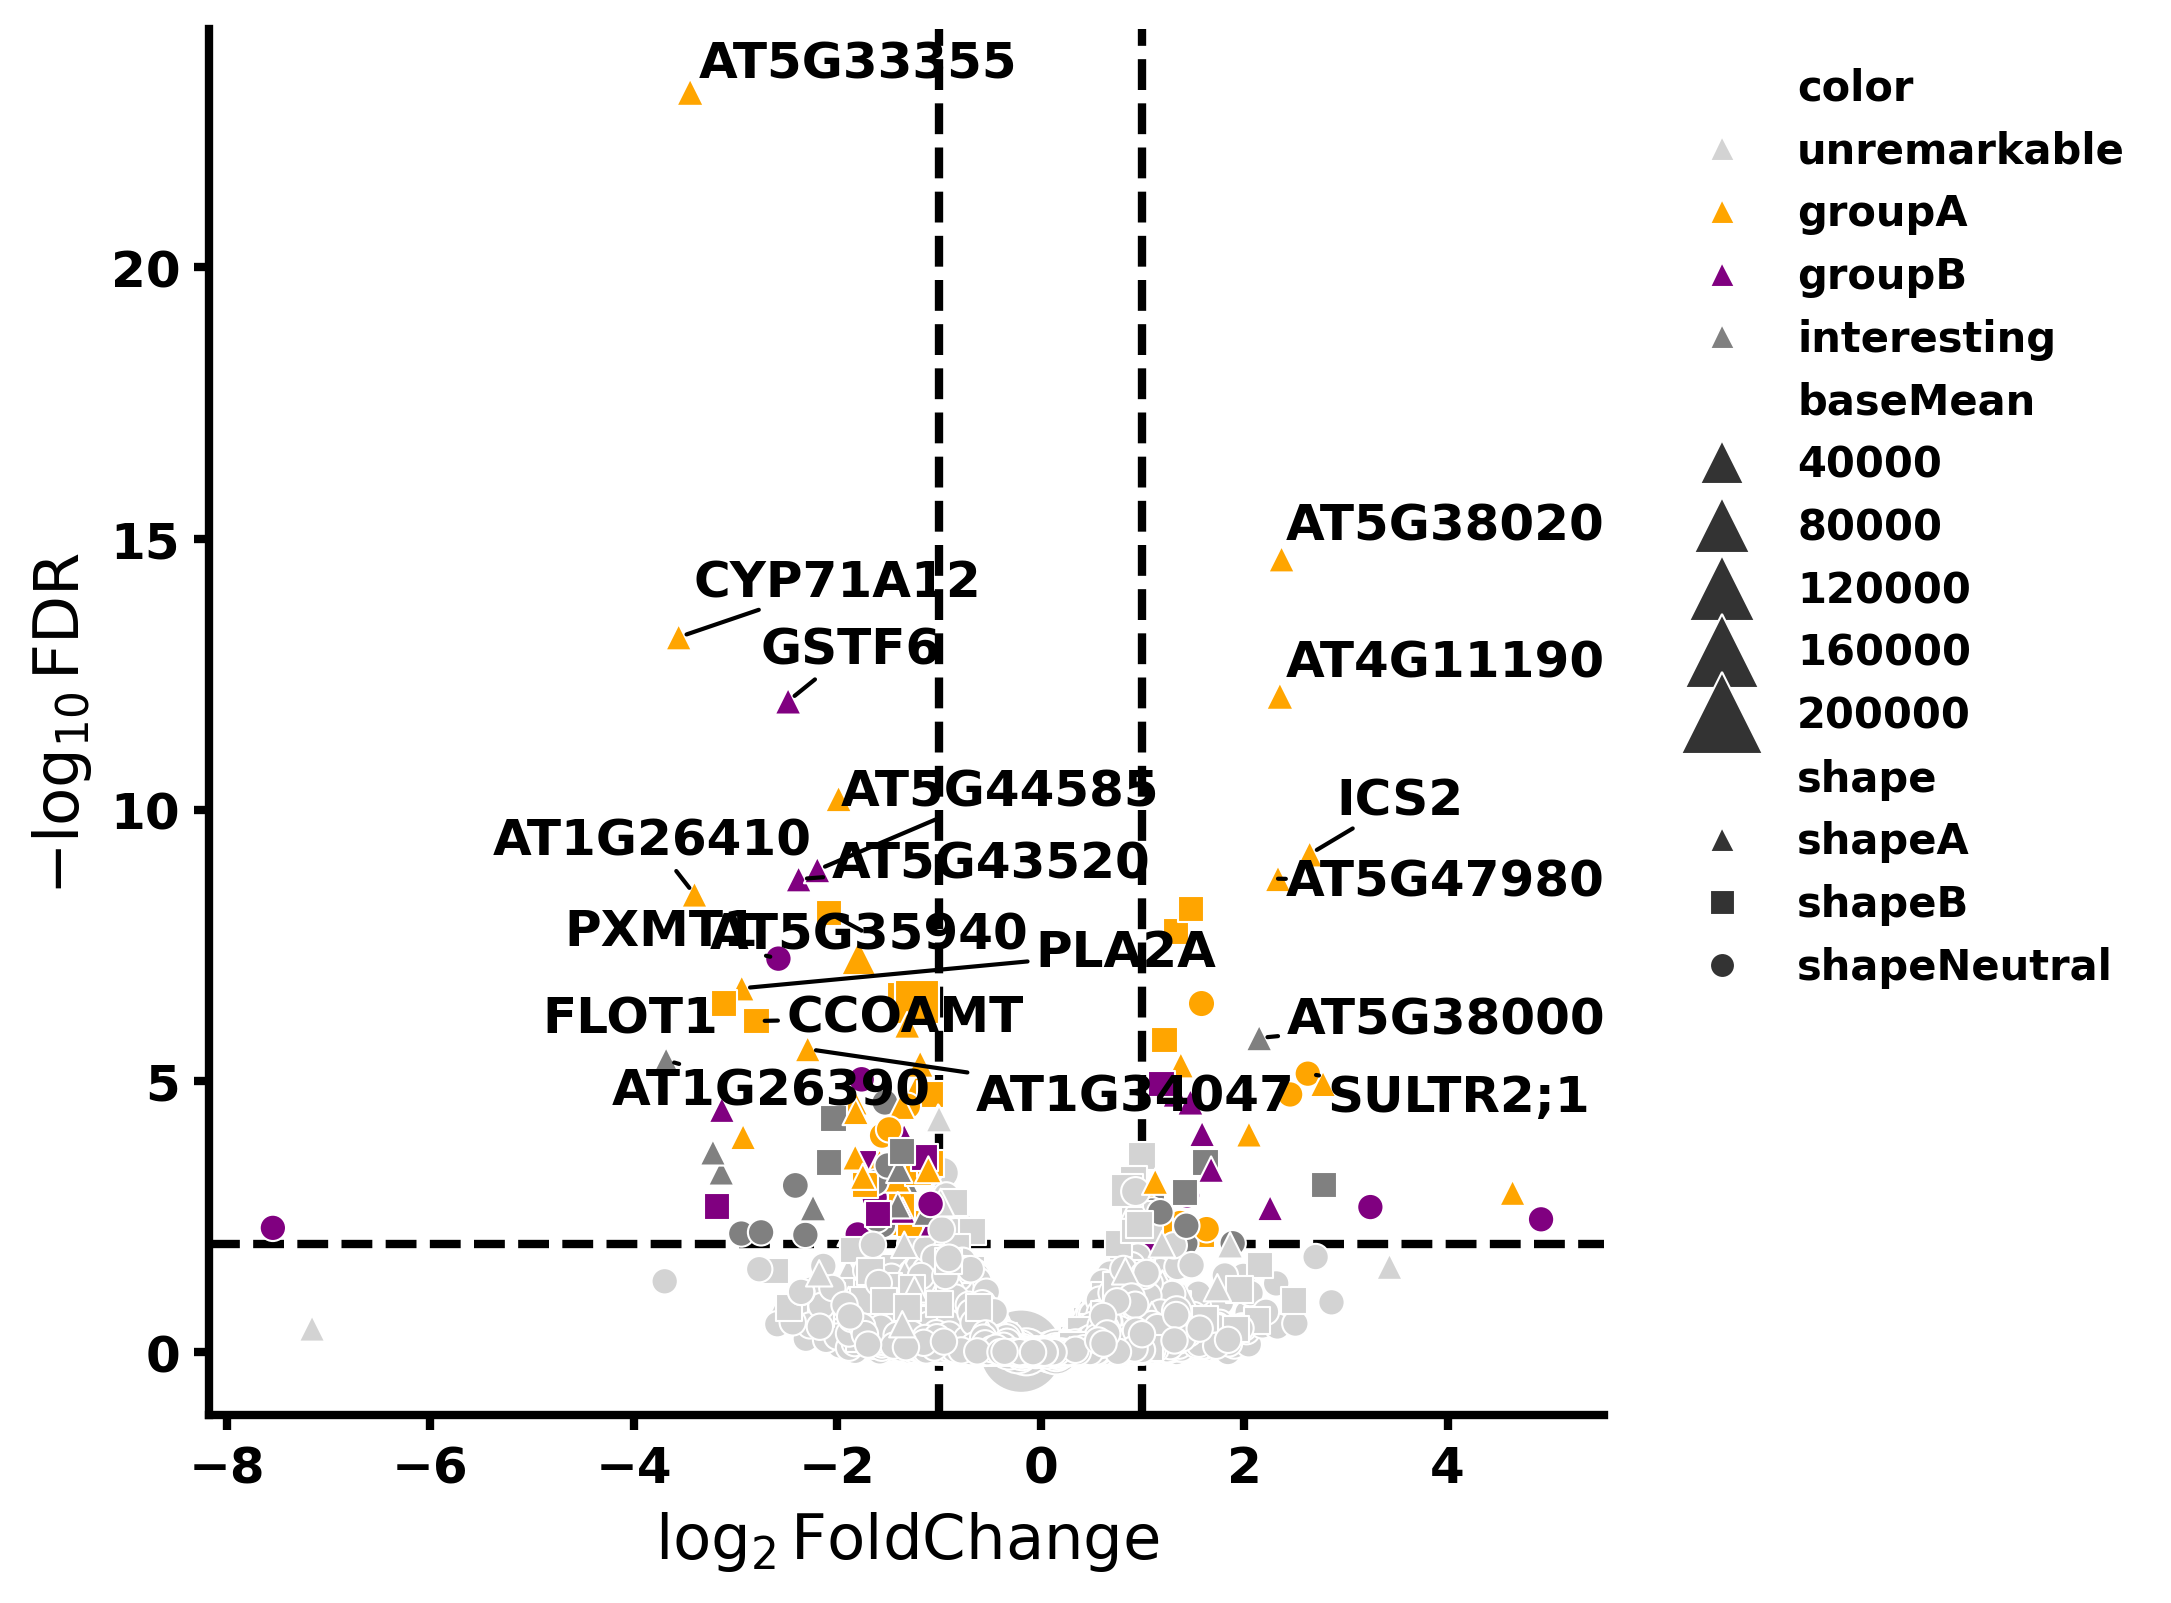 AT5G33355
AT5G38020
CYP71A12
GSTF6
AT4G11190
AT5G44585
ICS2
AT1G26410
AT5G43520
AT5G47980
PXMT1
AT5G35940
PLA2A
FLOT1
CCOAMT
AT5G38000
AT1G26390
AT1G34047
SULTR2;1
20
15
10
5
0
−log10 FDR
−8 −6 −4 −2 0 2 4
log2 FoldChange
color
unremarkable
groupA
groupB
interesting
baseMean
40000
80000
120000
160000
200000
shape
shapeA
shapeB
shapeNeutral